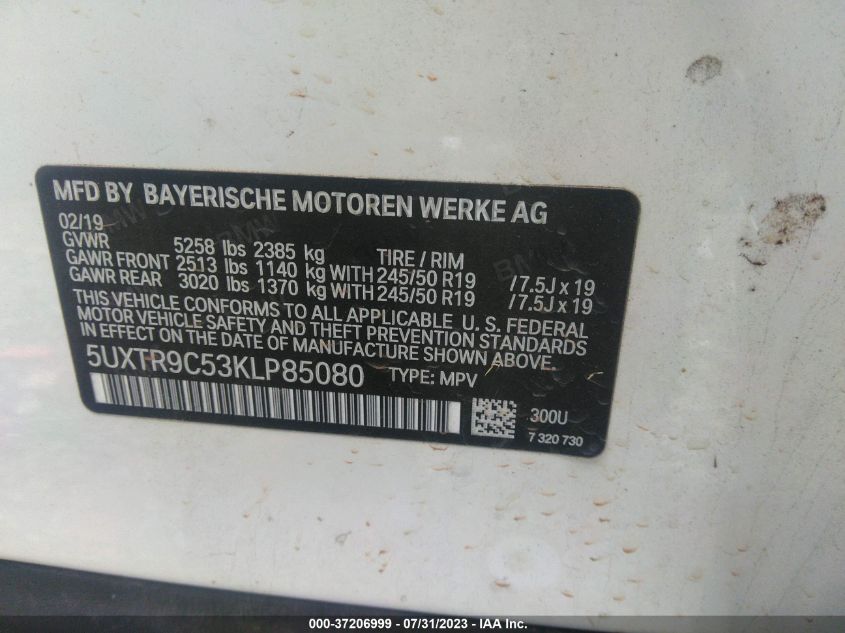 MFD BY BAYERISCHE MOTOREN WERKE AG
02/19
GVWR 5258 lbs 2385 kg TIRE / RIM
GAWR FRONT 2513 lbs 1140 kg WITH 245/50 R19 /7.5J x 19
GAWR REAR 3020 lbs 1370 kg WITH 245/50 R19 /7.5J x 19
THIS VEHICLE CONFORMS TO ALL APPLICABLE U. S. FEDERAL
MOTOR VEHICLE SAFETY AND THEFT PREVENTION STANDARDS
IN EFFECT ON THE DATE OF MANUFACTURE SHOWN ABOVE.
5UXTR9C53KLP85080 TYPE: MPV
300U
7 320 730
000-37206999 / 07/31/2023 - IAA Inc.